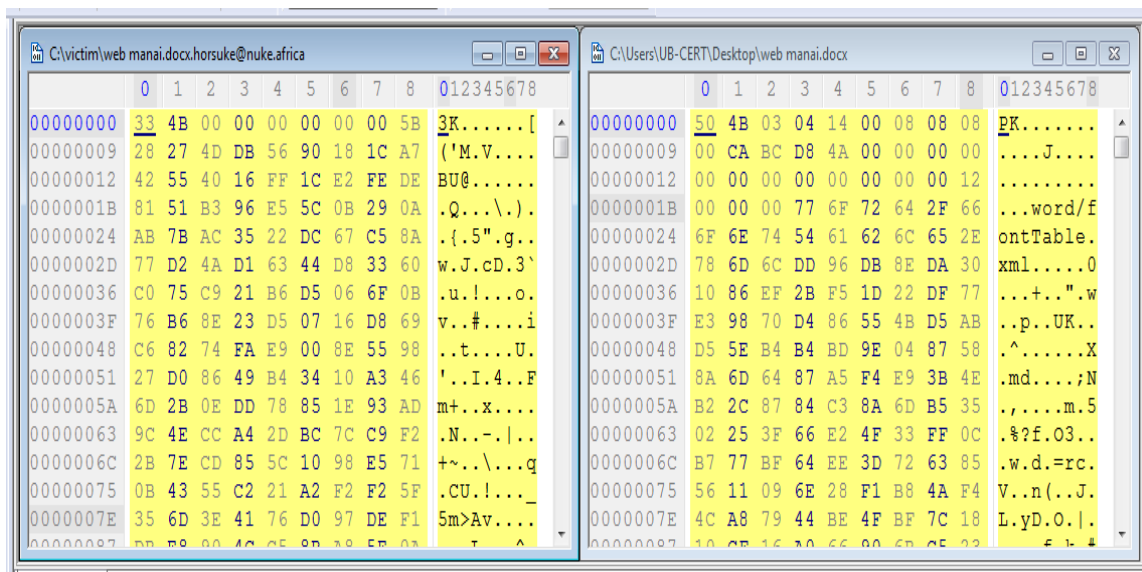 C:\victim\web manai.docx.horsuke@nuke.africa
0 1 2 3 4 5 6 7 8 012345678
00000000 33 4B 00 00 00 00 00 00 5B 3K......[
00000009 28 27 4D DB 56 90 18 1C A7 ('M.V....
00000012 42 55 40 16 FF 1C E2 FE DE BU@......
0000001B 81 51 B3 96 E5 5C 0B 29 0A .Q...\.).
00000024 AB 7B AC 35 22 DC 67 C5 8A .{.5".g..
0000002D 77 D2 4A D1 63 44 D8 33 60 w.J.cD.3`
00000036 C0 75 C9 21 B6 D5 06 6F 0B .u.!...o.
0000003F 76 B6 8E 23 D5 07 16 D8 69 v..#....i
00000048 C6 82 74 FA E9 00 8E 55 98 ..t....U.
00000051 27 D0 86 49 B4 34 10 A3 46 '..I.4..F
0000005A 6D 2B 0E DD 78 85 1E 93 AD m+..x....
00000063 9C 4E CC A4 2D BC 7C C9 F2 .N..-.|..
0000006C 2B 7E CD 85 5C 10 98 E5 71 +~..\...q
00000075 0B 43 55 C2 21 A2 F2 F2 5F .CU.!..._
0000007E 35 6D 3E 41 76 D0 97 DE F1 5m>Av....
C:\Users\UB-CERT\Desktop\web manai.docx
0 1 2 3 4 5 6 7 8 012345678
00000000 50 4B 03 04 14 00 08 08 08 PK.......
00000009 00 CA BC D8 4A 00 00 00 00 ....J....
00000012 00 00 00 00 00 00 00 00 12 .........
0000001B 00 00 00 77 6F 72 64 2F 66 ...word/f
00000024 6F 6E 74 54 61 62 6C 65 2E ontTable.
0000002D 78 6D 6C DD 96 DB 8E DA 30 xml.....0
00000036 10 86 EF 2B F5 1D 22 DF 77 ...+..".w
0000003F E3 98 70 D4 86 55 4B D5 AB ..p..UK..
00000048 D5 5E B4 B4 BD 9E 04 87 58 .^......X
00000051 8A 6D 64 87 A5 F4 E9 3B 4E .md....;N
0000005A B2 2C 87 84 C3 8A 6D B5 35 .,....m.5
00000063 02 25 3F 66 E2 4F 33 FF 0C .%?f.O3..
0000006C B7 77 BF 64 EE 3D 72 63 85 .w.d.=rc.
00000075 56 11 09 6E 28 F1 B8 4A F4 V..n(..J.
0000007E 4C A8 79 44 BE 4F BF 7C 18 L.yD.O.|.